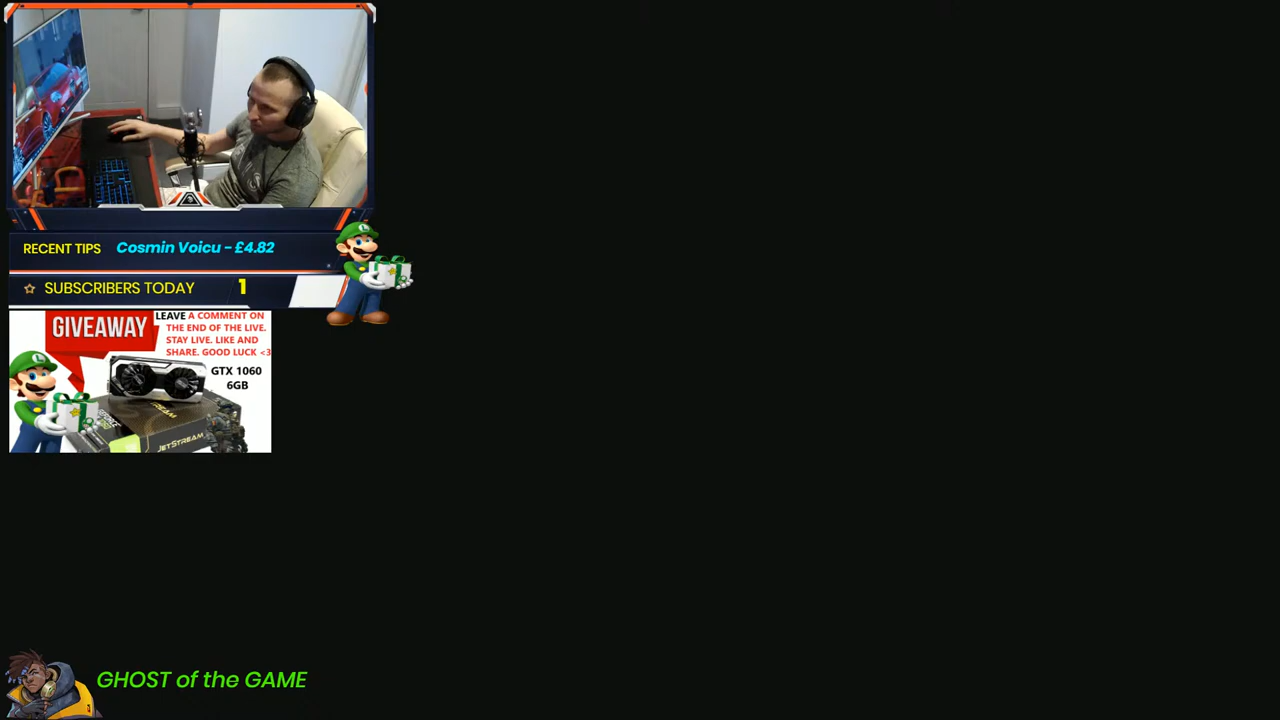 RECENT TIPS Cosmin Voicu - £4.82
SUBSCRIBERS TODAY 1
GIVEAWAY
LEAVE A COMMENT ON
THE END OF THE LIVE.
STAY LIVE. LIKE AND
SHARE. GOOD LUCK <3
GTX 1060
6GB
JETSTREAM
GHOST of the GAME